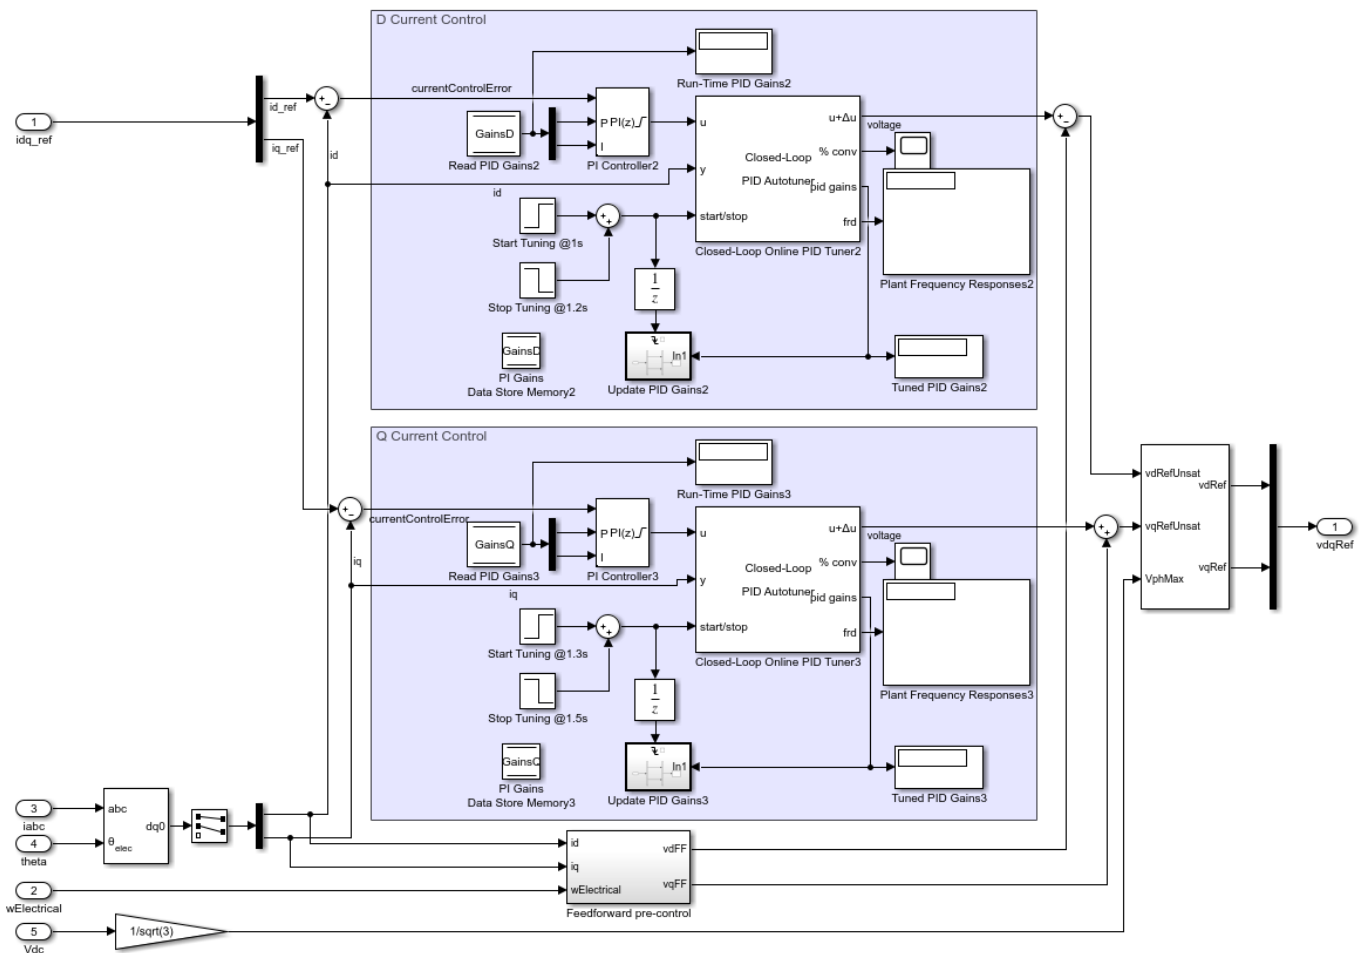 D Current Control
Run-Time PID Gains2
currentControlError
id_ref
1
idq_ref
iq_ref
id
GainsD
Read PID Gains2
P
I
PI(z)
PI Controller2
u
y
start/stop
Closed-Loop
PID Autotuner
u+Δu
% conv
pid gains
frd
Closed-Loop Online PID Tuner2
voltage
+
-
id
Start Tuning @1s
+
+
Stop Tuning @1.2s
1
z
Plant Frequency Responses2
GainsD
PI Gains
Data Store Memory2
In1
Update PID Gains2
Tuned PID Gains2
Q Current Control
Run-Time PID Gains3
+
-
currentControlError
iq
GainsQ
Read PID Gains3
P
I
PI(z)
PI Controller3
u
y
start/stop
Closed-Loop
PID Autotuner
u+Δu
% conv
pid gains
frd
Closed-Loop Online PID Tuner3
voltage
iq
Start Tuning @1.3s
+
+
Stop Tuning @1.5s
1
z
Plant Frequency Responses3
GainsQ
PI Gains
Data Store Memory3
In1
Update PID Gains3
Tuned PID Gains3
+
-
+
+
vdRefUnsat
vqRefUnsat
VphMax
vdRef
vqRef
1
vdqRef
3
iabc
4
theta
abc
θelec
dq0
2
wElectrical
5
Vdc
1/sqrt(3)
id
iq
wElectrical
vdFF
vqFF
Feedforward pre-control